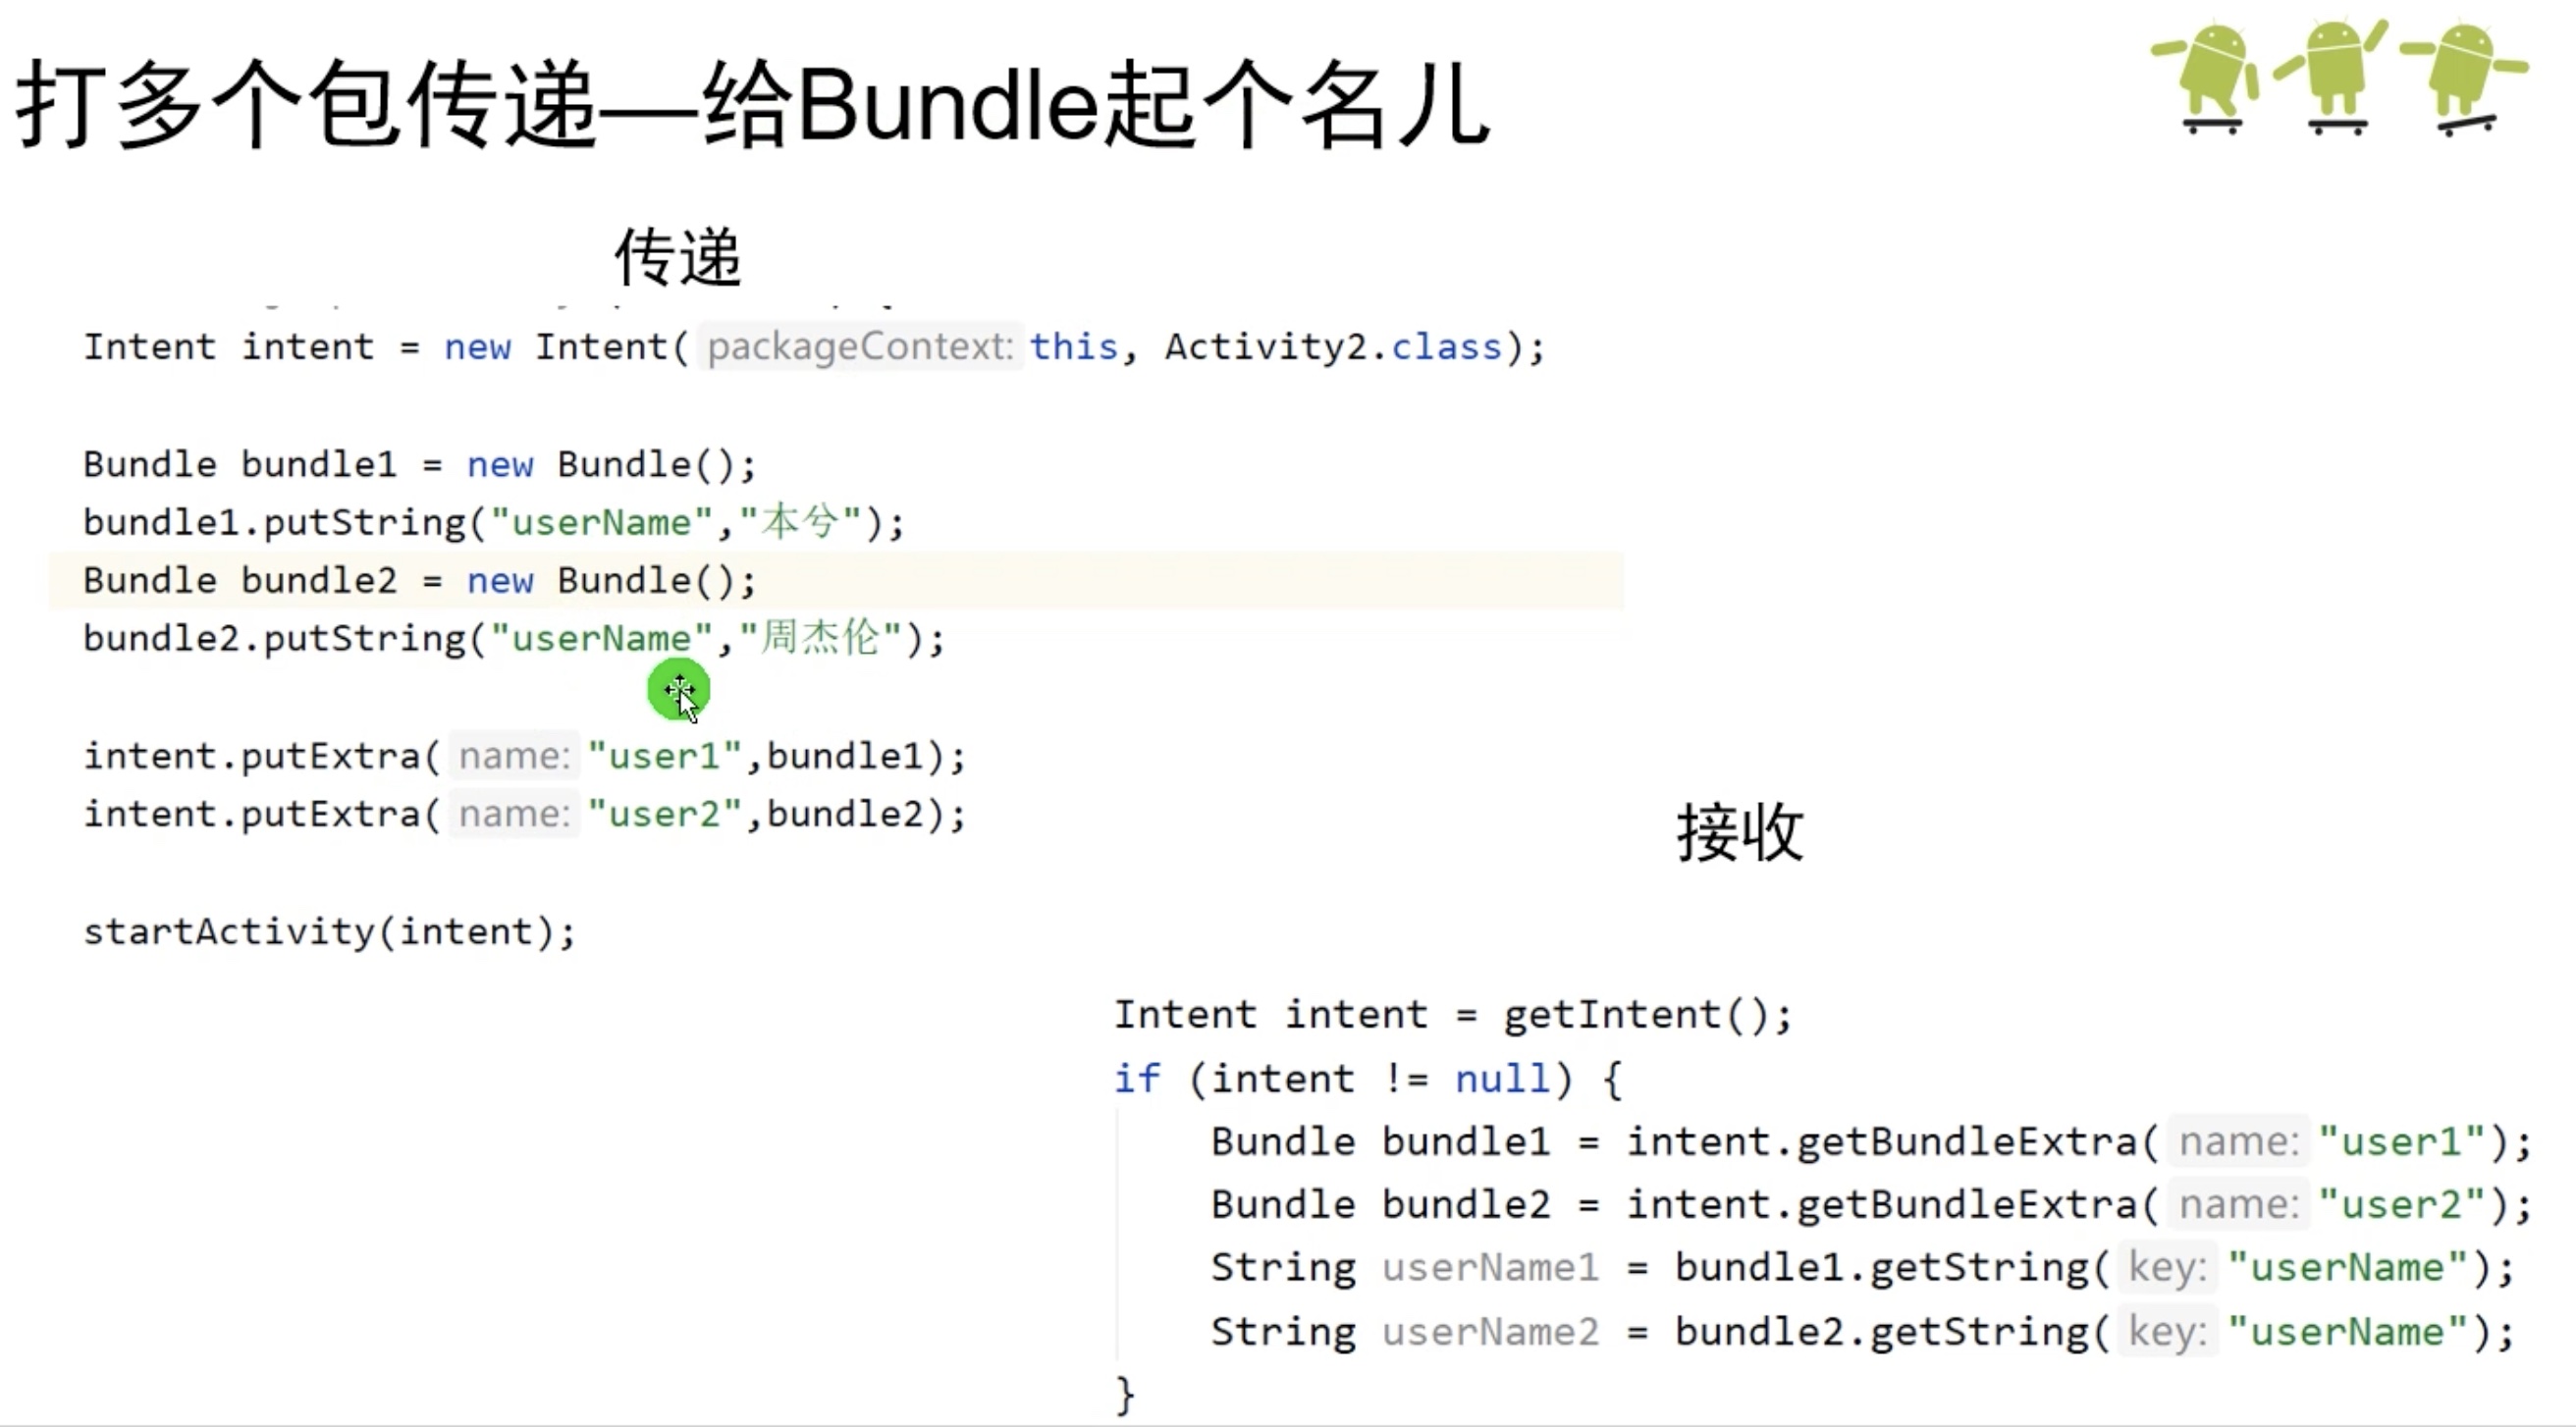 打多个包传递—给Bundle起个名儿
传递
Intent intent = new Intent( packageContext: this, Activity2.class);
Bundle bundle1 = new Bundle();
bundle1.putString("userName","本兮");
Bundle bundle2 = new Bundle();
bundle2.putString("userName","周杰伦");
intent.putExtra( name: "user1",bundle1);
intent.putExtra( name: "user2",bundle2);
startActivity(intent);
接收
Intent intent = getIntent();
if (intent != null) {
Bundle bundle1 = intent.getBundleExtra( name: "user1");
Bundle bundle2 = intent.getBundleExtra( name: "user2");
String userName1 = bundle1.getString( key: "userName");
String userName2 = bundle2.getString( key: "userName");
}